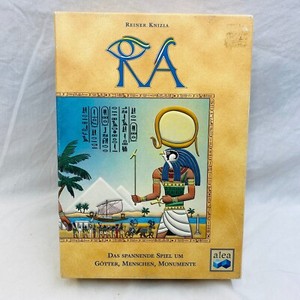 REINER KNIZIA
RA
DAS SPANNENDE SPIEL UM
GÖTTER, MENSCHEN, MONUMENTE
alea